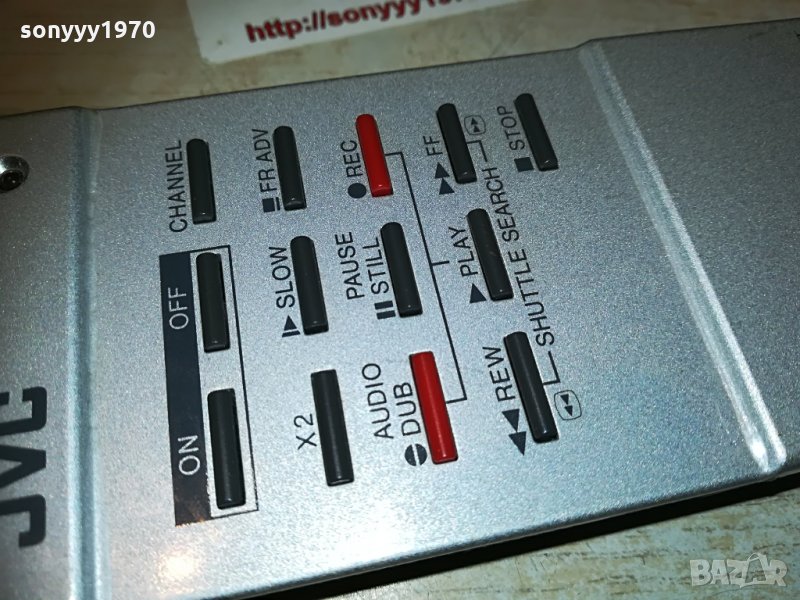 sonyyy1970
http://sonyyy1970
JVC
ON
OFF
CHANNEL
X2
SLOW
FR ADV
AUDIO
DUB
PAUSE
STILL
REC
REW
PLAY
FF
SHUTTLE SEARCH
STOP
BAZAR